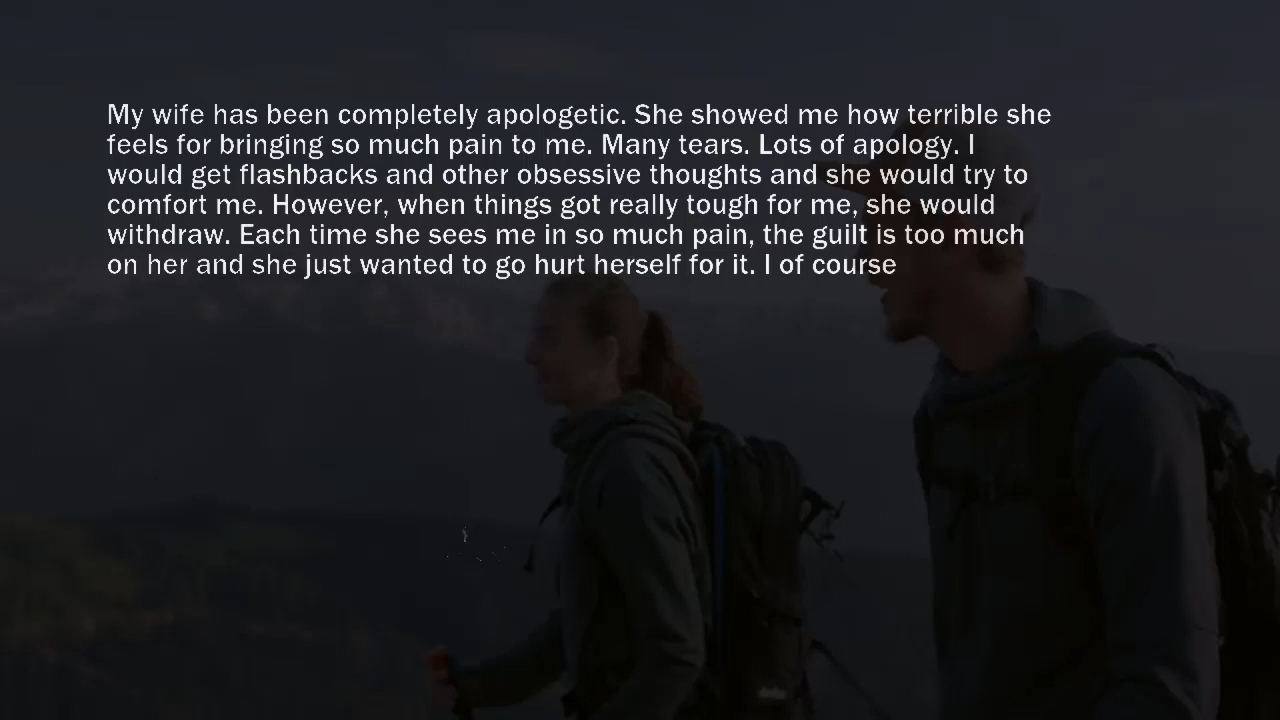 My wife has been completely apologetic. She showed me how terrible she
feels for bringing so much pain to me. Many tears. Lots of apology. I
would get flashbacks and other obsessive thoughts and she would try to
comfort me. However, when things got really tough for me, she would
withdraw. Each time she sees me in so much pain, the guilt is too much
on her and she just wanted to go hurt herself for it. I of course